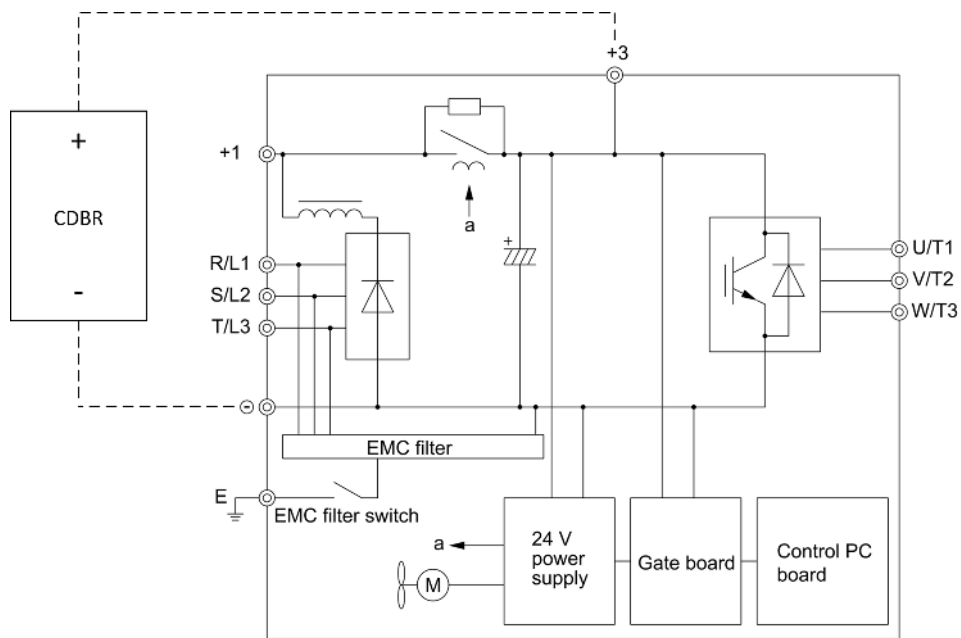 +3
+
CDBR
-
+1
a
+
R/L1
S/L2
T/L3
U/T1
V/T2
W/T3
-
EMC filter
E
EMC filter switch
a
M
24 V
power
supply
Gate board
Control PC
board